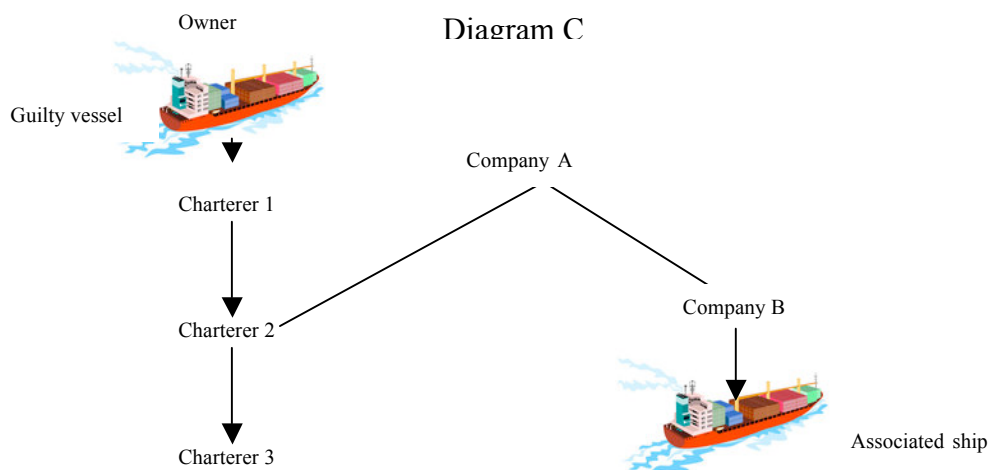 Owner
Diagram C
Guilty vessel
Company A
Charterer 1
Company B
Charterer 2
Associated ship
Charterer 3